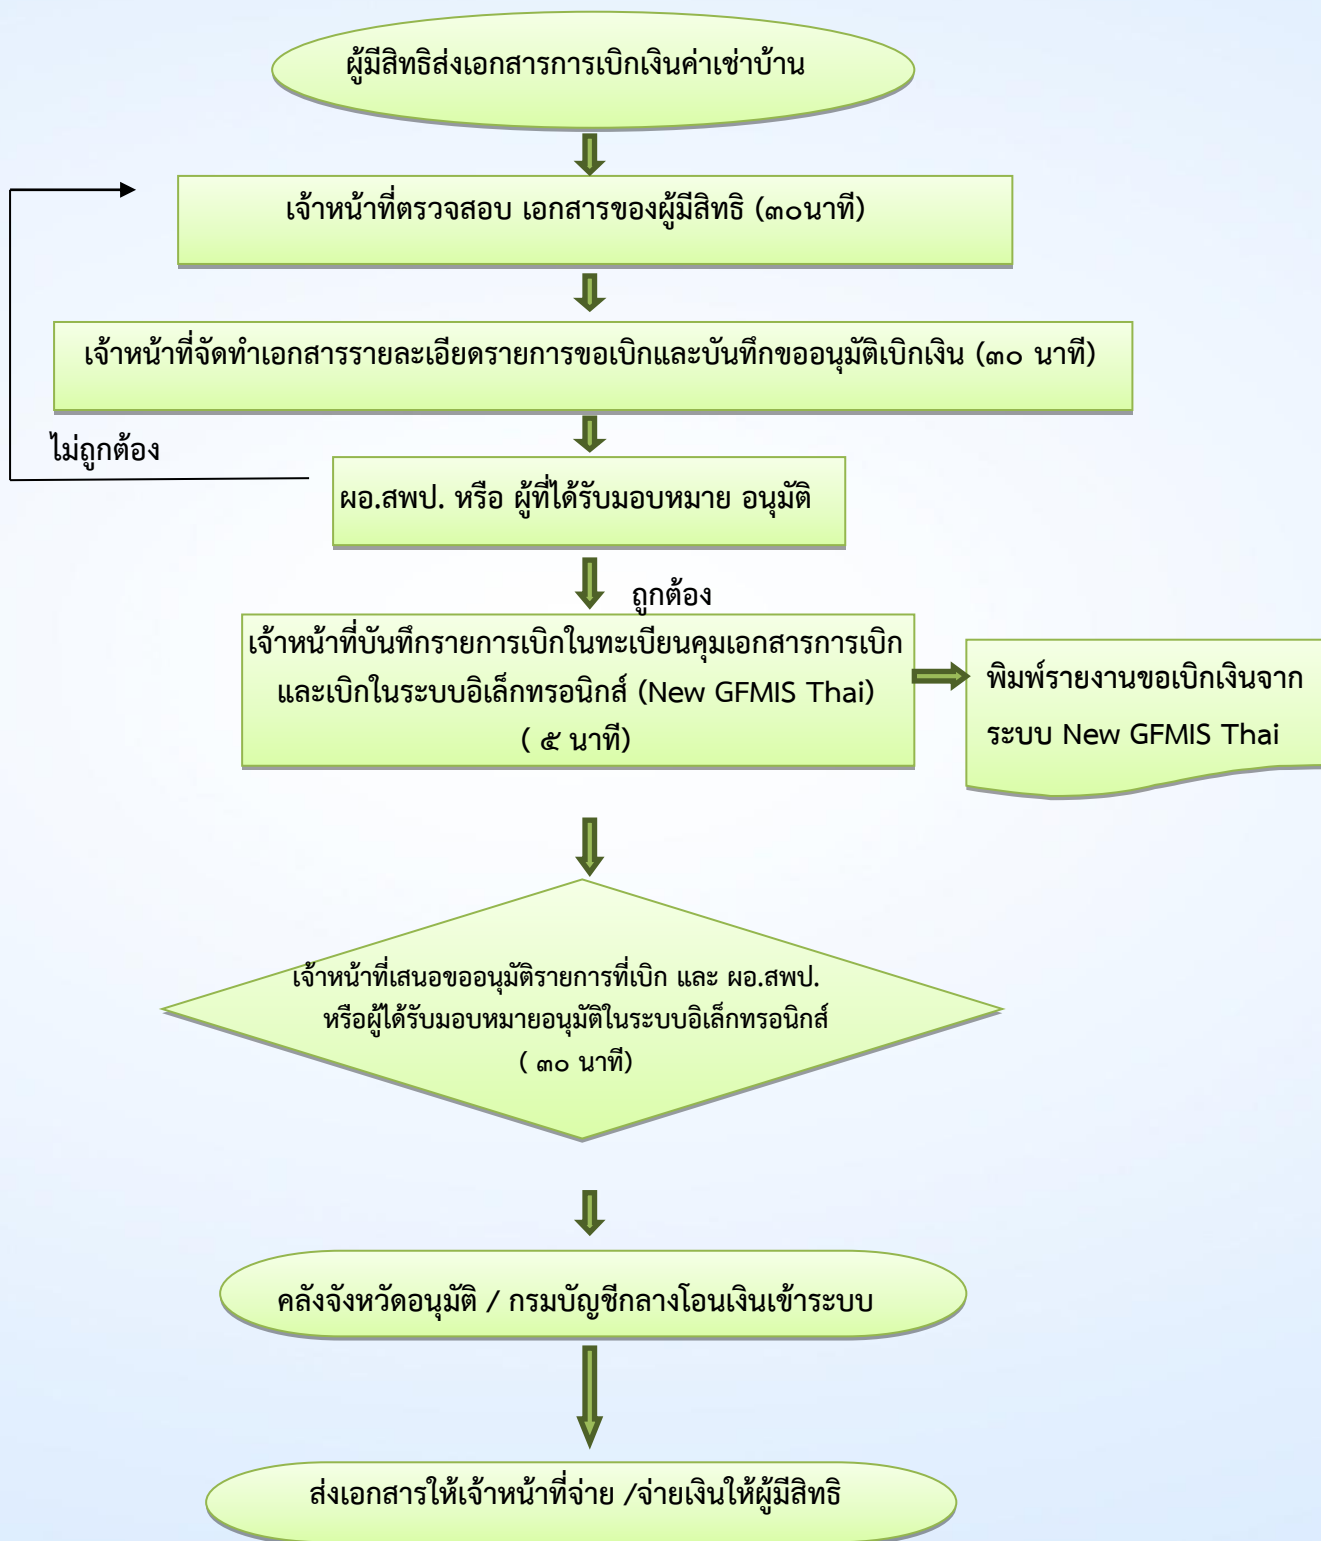 ผู้มีสิทธิส่งเอกสารการเบิกเงินค่าเช่าบ้าน
เจ้าหน้าที่ตรวจสอบ เอกสารของผู้มีสิทธิ (๓๐นาที)
เจ้าหน้าที่จัดทำเอกสารรายละเอียดรายการขอเบิกและบันทึกขออนุมัติเบิกเงิน (๓๐ นาที)
ไม่ถูกต้อง
ผอ.สพป. หรือ ผู้ที่ได้รับมอบหมาย อนุมัติ
ถูกต้อง
เจ้าหน้าที่บันทึกรายการเบิกในทะเบียนคุมเอกสารการเบิก
และเบิกในระบบอิเล็กทรอนิกส์ (New GFMIS Thai)
( ๕ นาที)
พิมพ์รายงานขอเบิกเงินจาก
ระบบ New GFMIS Thai
เจ้าหน้าที่เสนอขออนุมัติรายการที่เบิก และ ผอ.สพป.
หรือผู้ได้รับมอบหมายอนุมัติในระบบอิเล็กทรอนิกส์
( ๓๐ นาที)
คลังจังหวัดอนุมัติ / กรมบัญชีกลางโอนเงินเข้าระบบ
ส่งเอกสารให้เจ้าหน้าที่จ่าย /จ่ายเงินให้ผู้มีสิทธิ